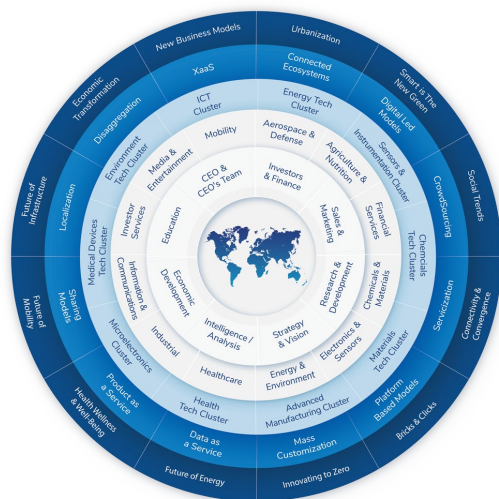 Urbanization
Smart is The
New Green
Social Trends
Connectivity &
Convergence
Bricks & Clicks
Innovating to Zero
Future of Energy
Health Wellness
& Well-Being
Future of
Mobility
Future of
Infrastructure
Economic
Transformation
New Business Models
Connected
Ecosystems
Digital Led
Models
CrowdSourcing
Servicization
Platform
Based Models
Mass
Customization
Data as
a Service
Product as
a Service
Sharing
Models
Localization
Disaggregation
XaaS
Energy Tech
Cluster
Sensors &
Instrumentation Cluster
Chemcials
Tech Cluster
Materials
Tech Cluster
Advanced
Manufacturing Cluster
Health
Tech Cluster
Microelectronics
Cluster
Medical Devices
Tech Cluster
Environment
Tech Cluster
ICT
Cluster
Aerospace &
Defense
Agriculture &
Nutrition
Financial
Services
Chemicals &
Materials
Electronics &
Sensors
Energy &
Environment
Healthcare
Industrial
Information &
Communications
Investor
Services
Media &
Entertainment
Mobility
Investors
& Finance
Sales &
Marketing
Research &
Development
Strategy
& Vision
Intelligence /
Analysis
Economic
Development
Education
CEO &
CEO's Team